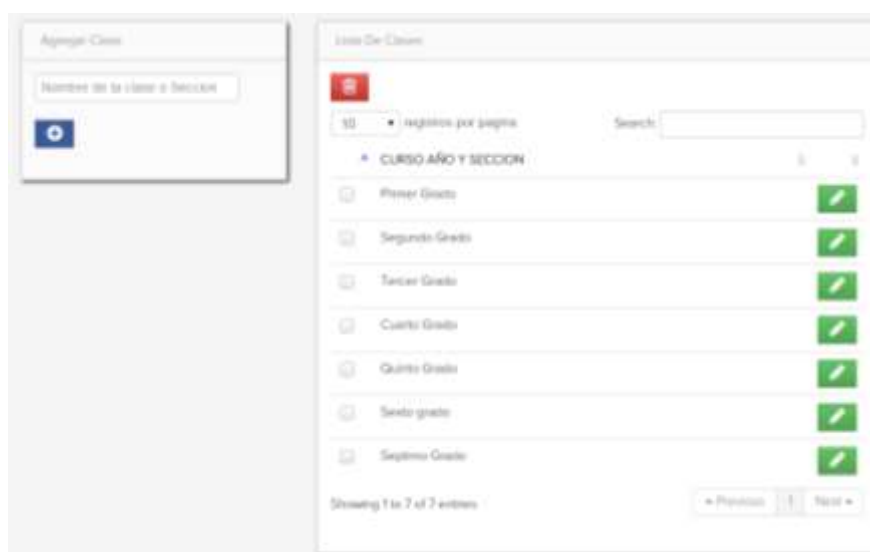 Agregar Clase
Nombre de la clase o Seccion
Lista De Clases
10 registros por pagina
Search:
CURSO AÑO Y SECCION
Primer Grado
Segundo Grado
Tercer Grado
Cuarto Grado
Quinto Grado
Sexto grado
Septimo Grado
Showing 1 to 7 of 7 entries
Previous 1 Next